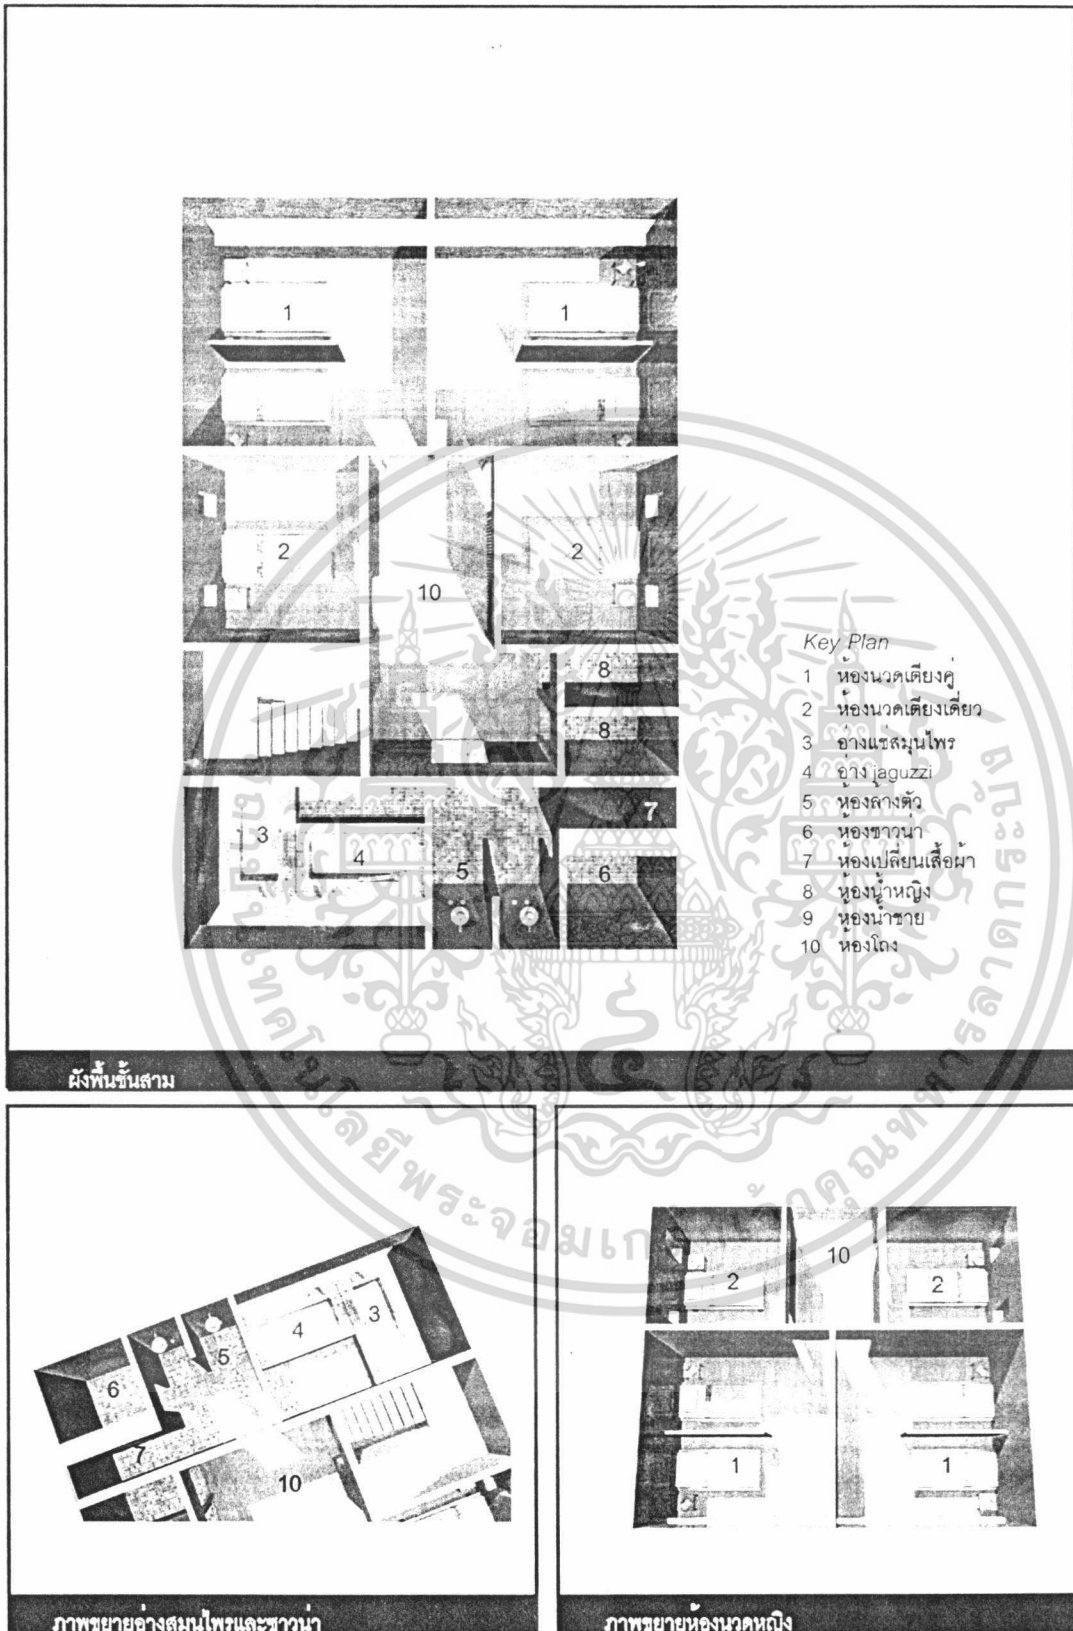 1 1
2 2
10
8
8
3 4 5 7 6
Key Plan
1 ห้องนวดเตียงคู่
2 ห้องนวดเตียงเดี่ยว
3 อ่างแช่สมุนไพร
4 อ่าง jaguzzi
5 ห้องล้างตัว
6 ห้องซาวน่า
7 ห้องเปลี่ยนเสื้อผ้า
8 ห้องน้ำหญิง
9 ห้องน้ำชาย
10 ห้องโถง
ผังพื้นชั้นสาม
3
4
5
6
7
10
ภาพขยายอ่างสมุนไพรและซาวน่า
10
2 2
1 1
ภาพขยายห้องนวดหญิง